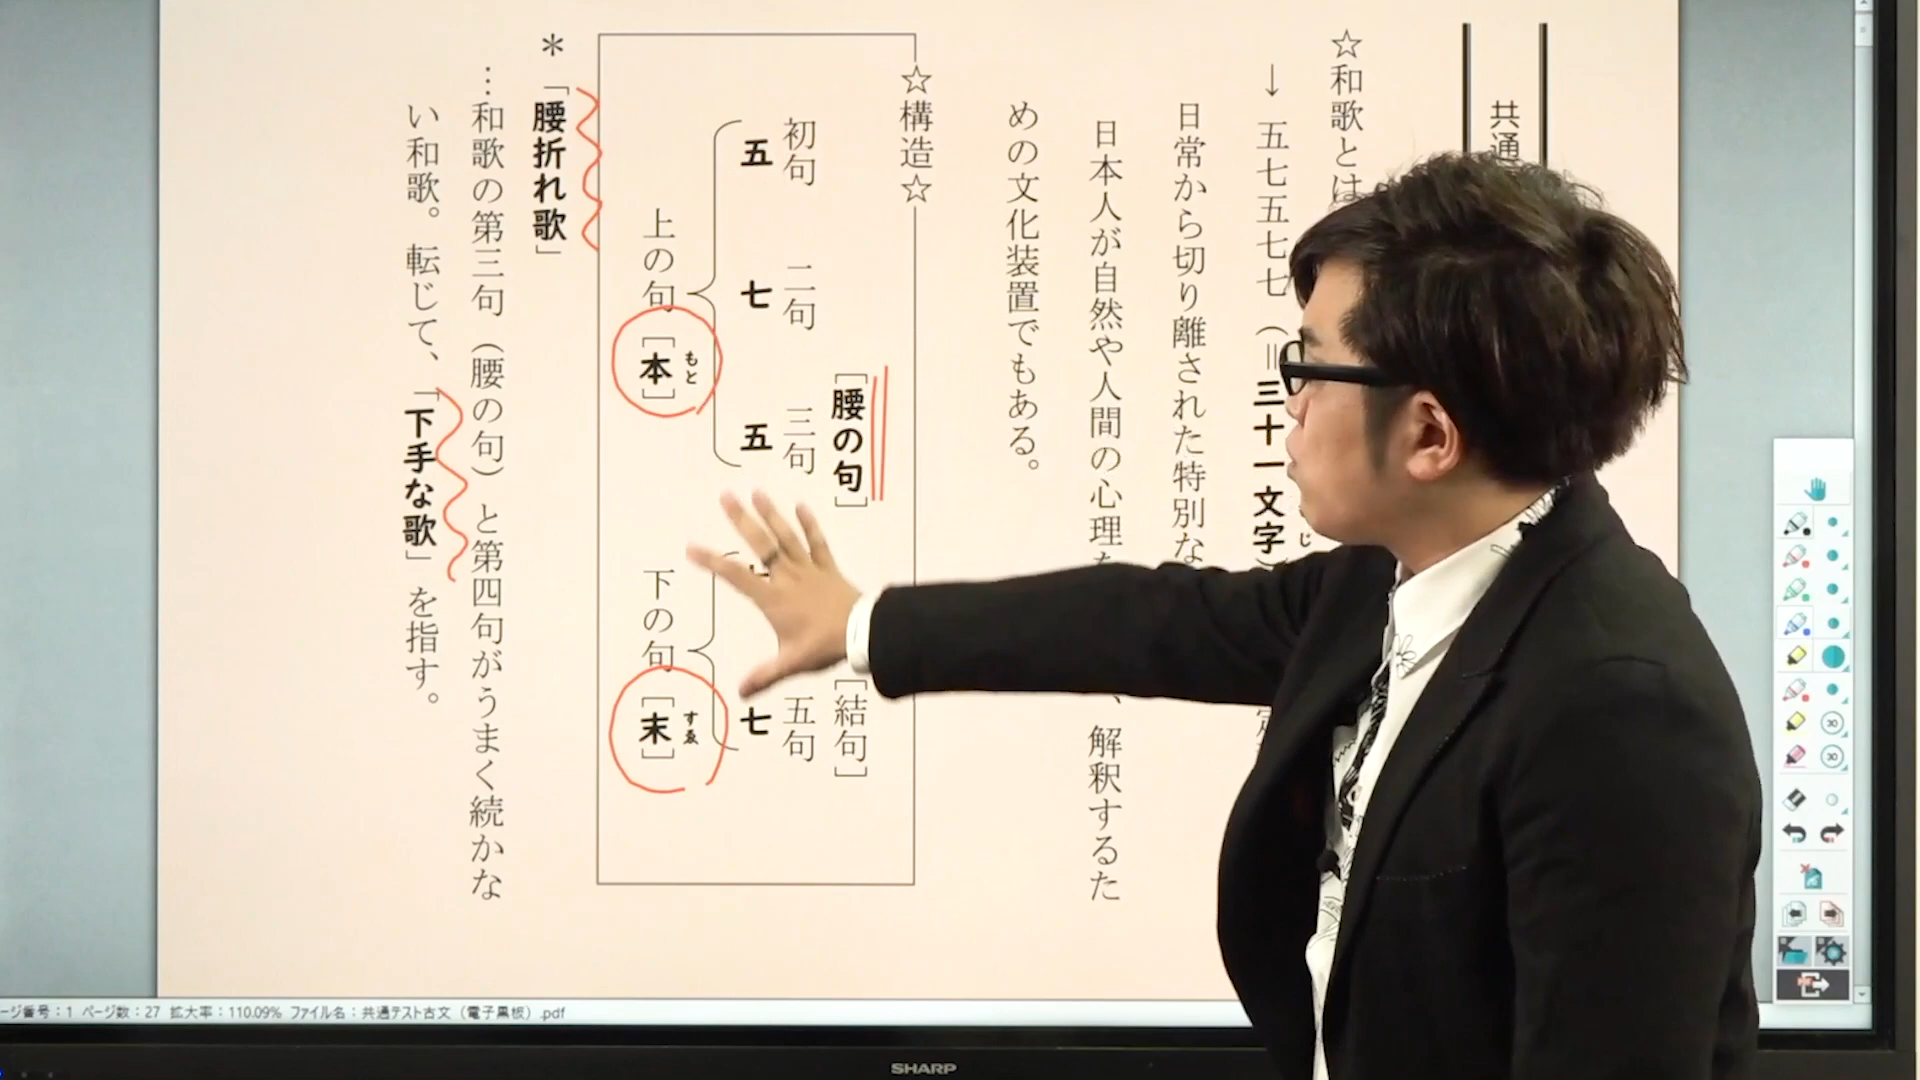 共通
☆和歌とは
→五七五七七(=三十一文字)
じ
日常から切り離された特別な
日本人が自然や人間の心理を
、解釈するた
めの文化装置でもある。
☆構造☆
[腰の句]
[結句]
初句
二句
三句
五句
五
七
五
七
上の句[本]
もと
下の句[末]
すゑ
*「腰折れ歌」
…和歌の第三句(腰の句)と第四句がうまく続かな
い和歌。転じて、「下手な歌」を指す。
ージ番号:1 ページ数:27 拡大率:110.09% ファイル名:共通テスト古文(電子黒板).pdf
SHARP